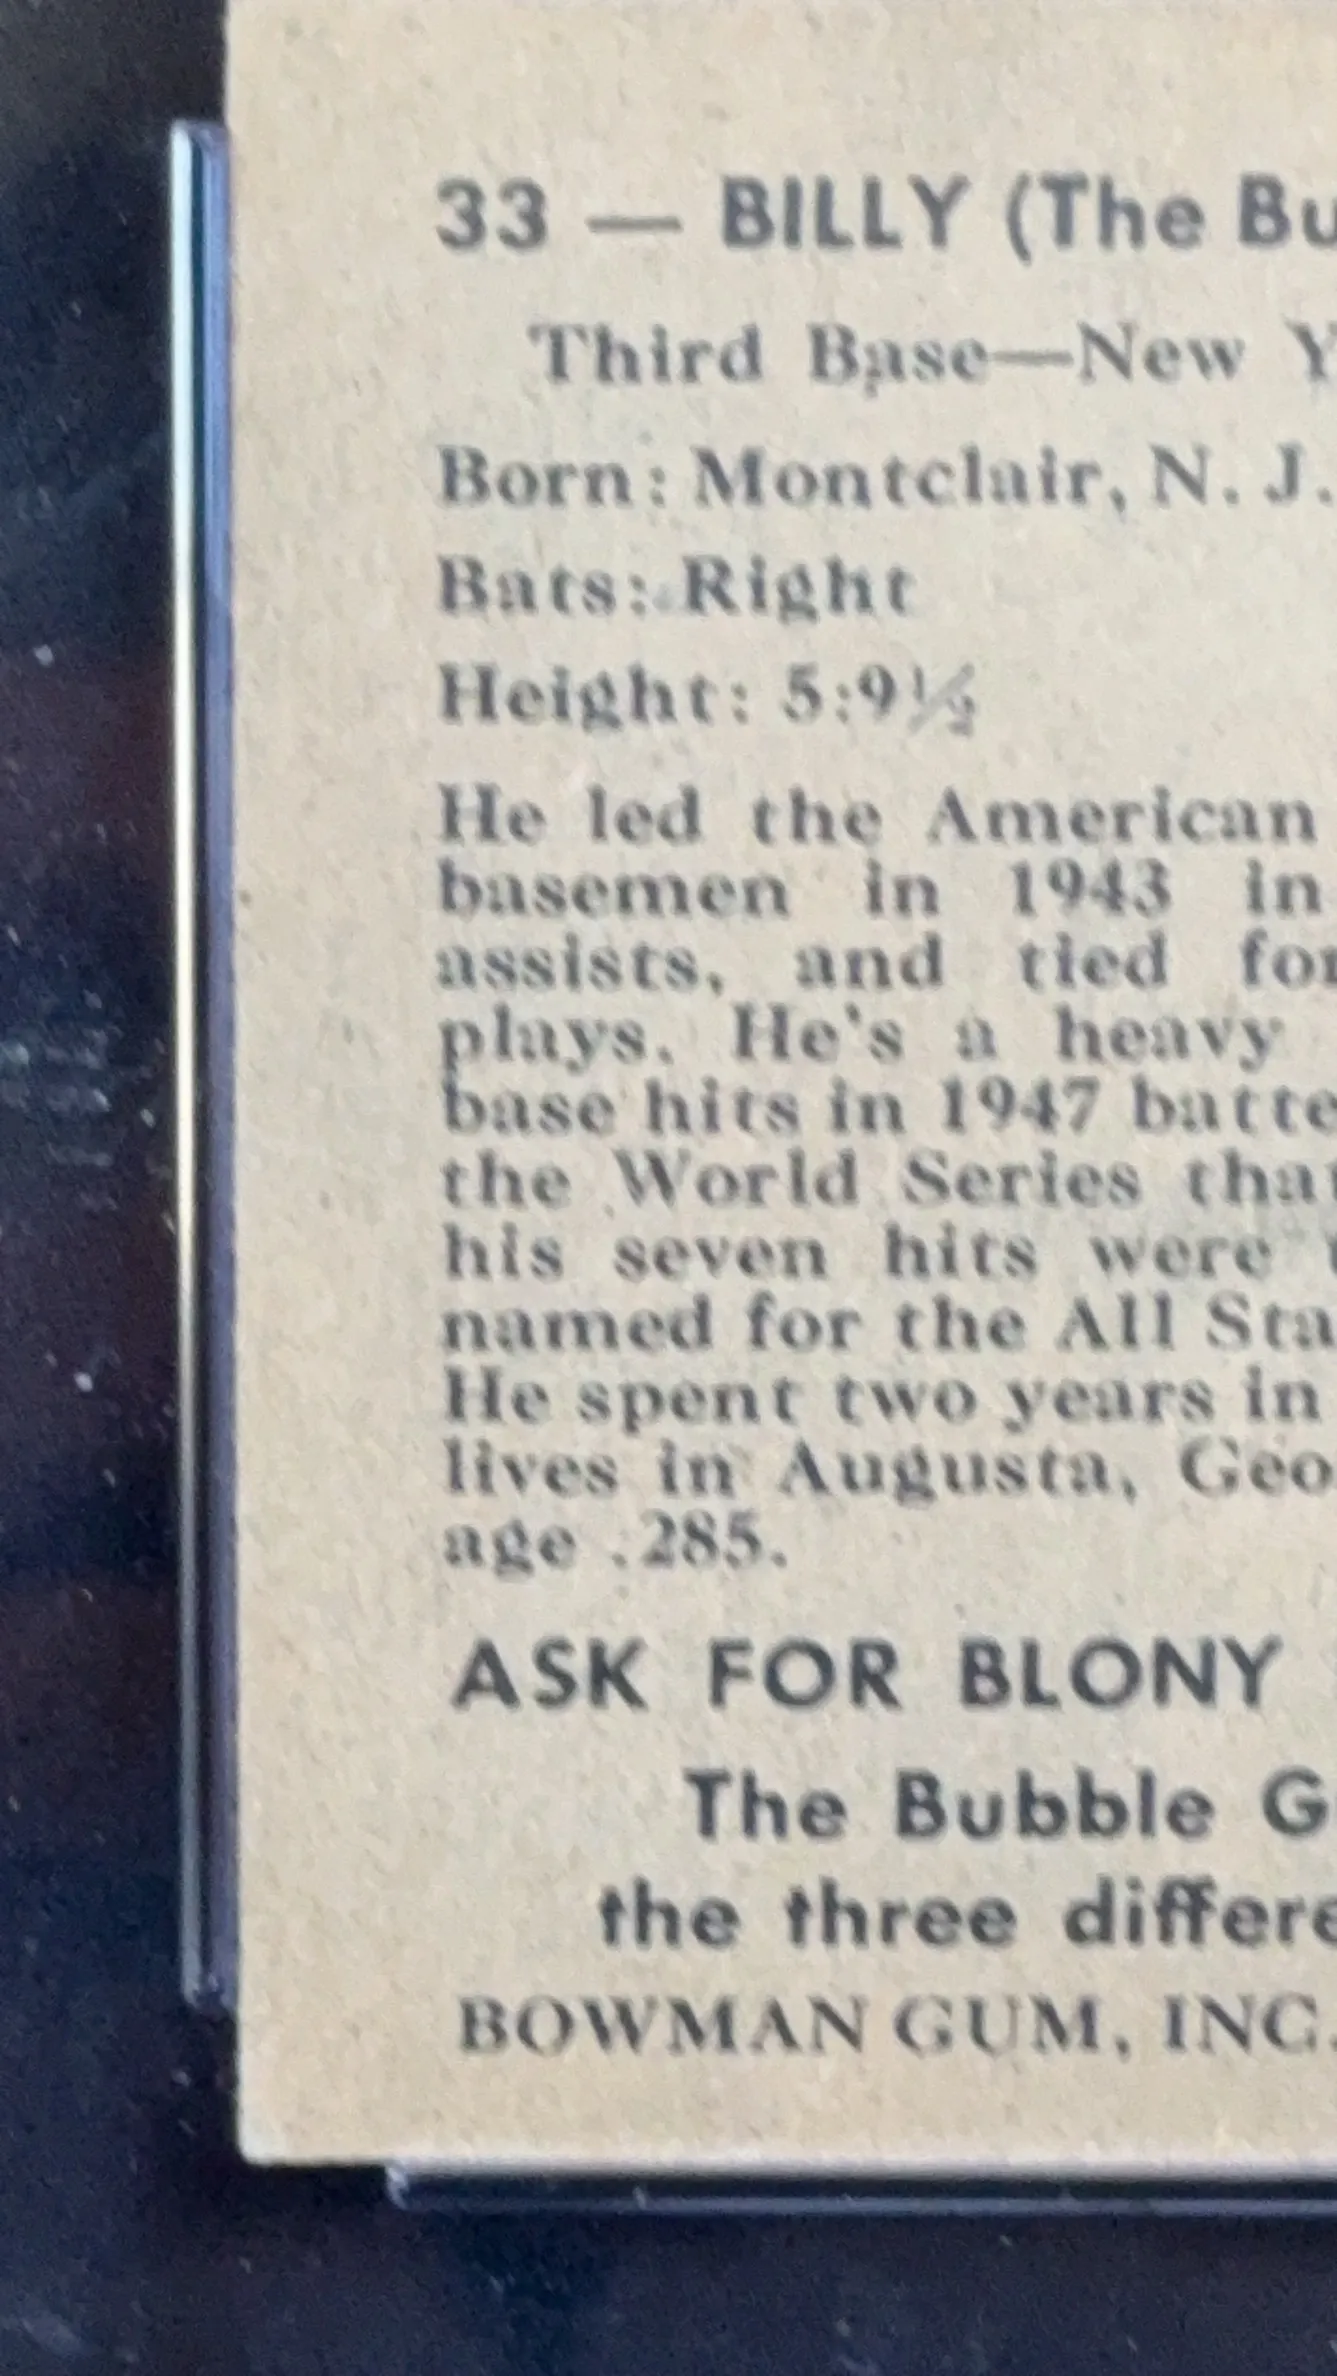 33 — BILLY (The Bu
Third Base—New Y
Born: Montclair, N. J.
Bats: Right
Height: 5:9½
He led the American
basemen in 1943 in
assists, and tied for
plays. He's a heavy
base hits in 1947 batte
the World Series that
his seven hits were t
named for the All Sta
He spent two years in
lives in Augusta, Geo
age .285.
ASK FOR BLONY
The Bubble G
the three differe
BOWMAN GUM, INC.